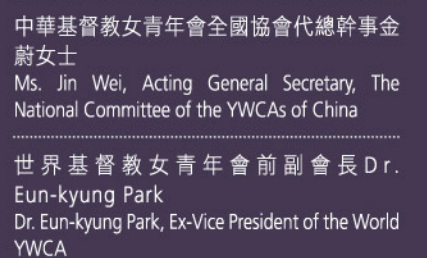 中華基督教女青年會全國協會代總幹事金
蔚女士
Ms. Jin Wei, Acting General Secretary, The
National Committee of the YWCAs of China
世界基督教女青年會前副會長Dr.
Eun-kyung Park
Dr. Eun-kyung Park, Ex-Vice President of the World
YWCA